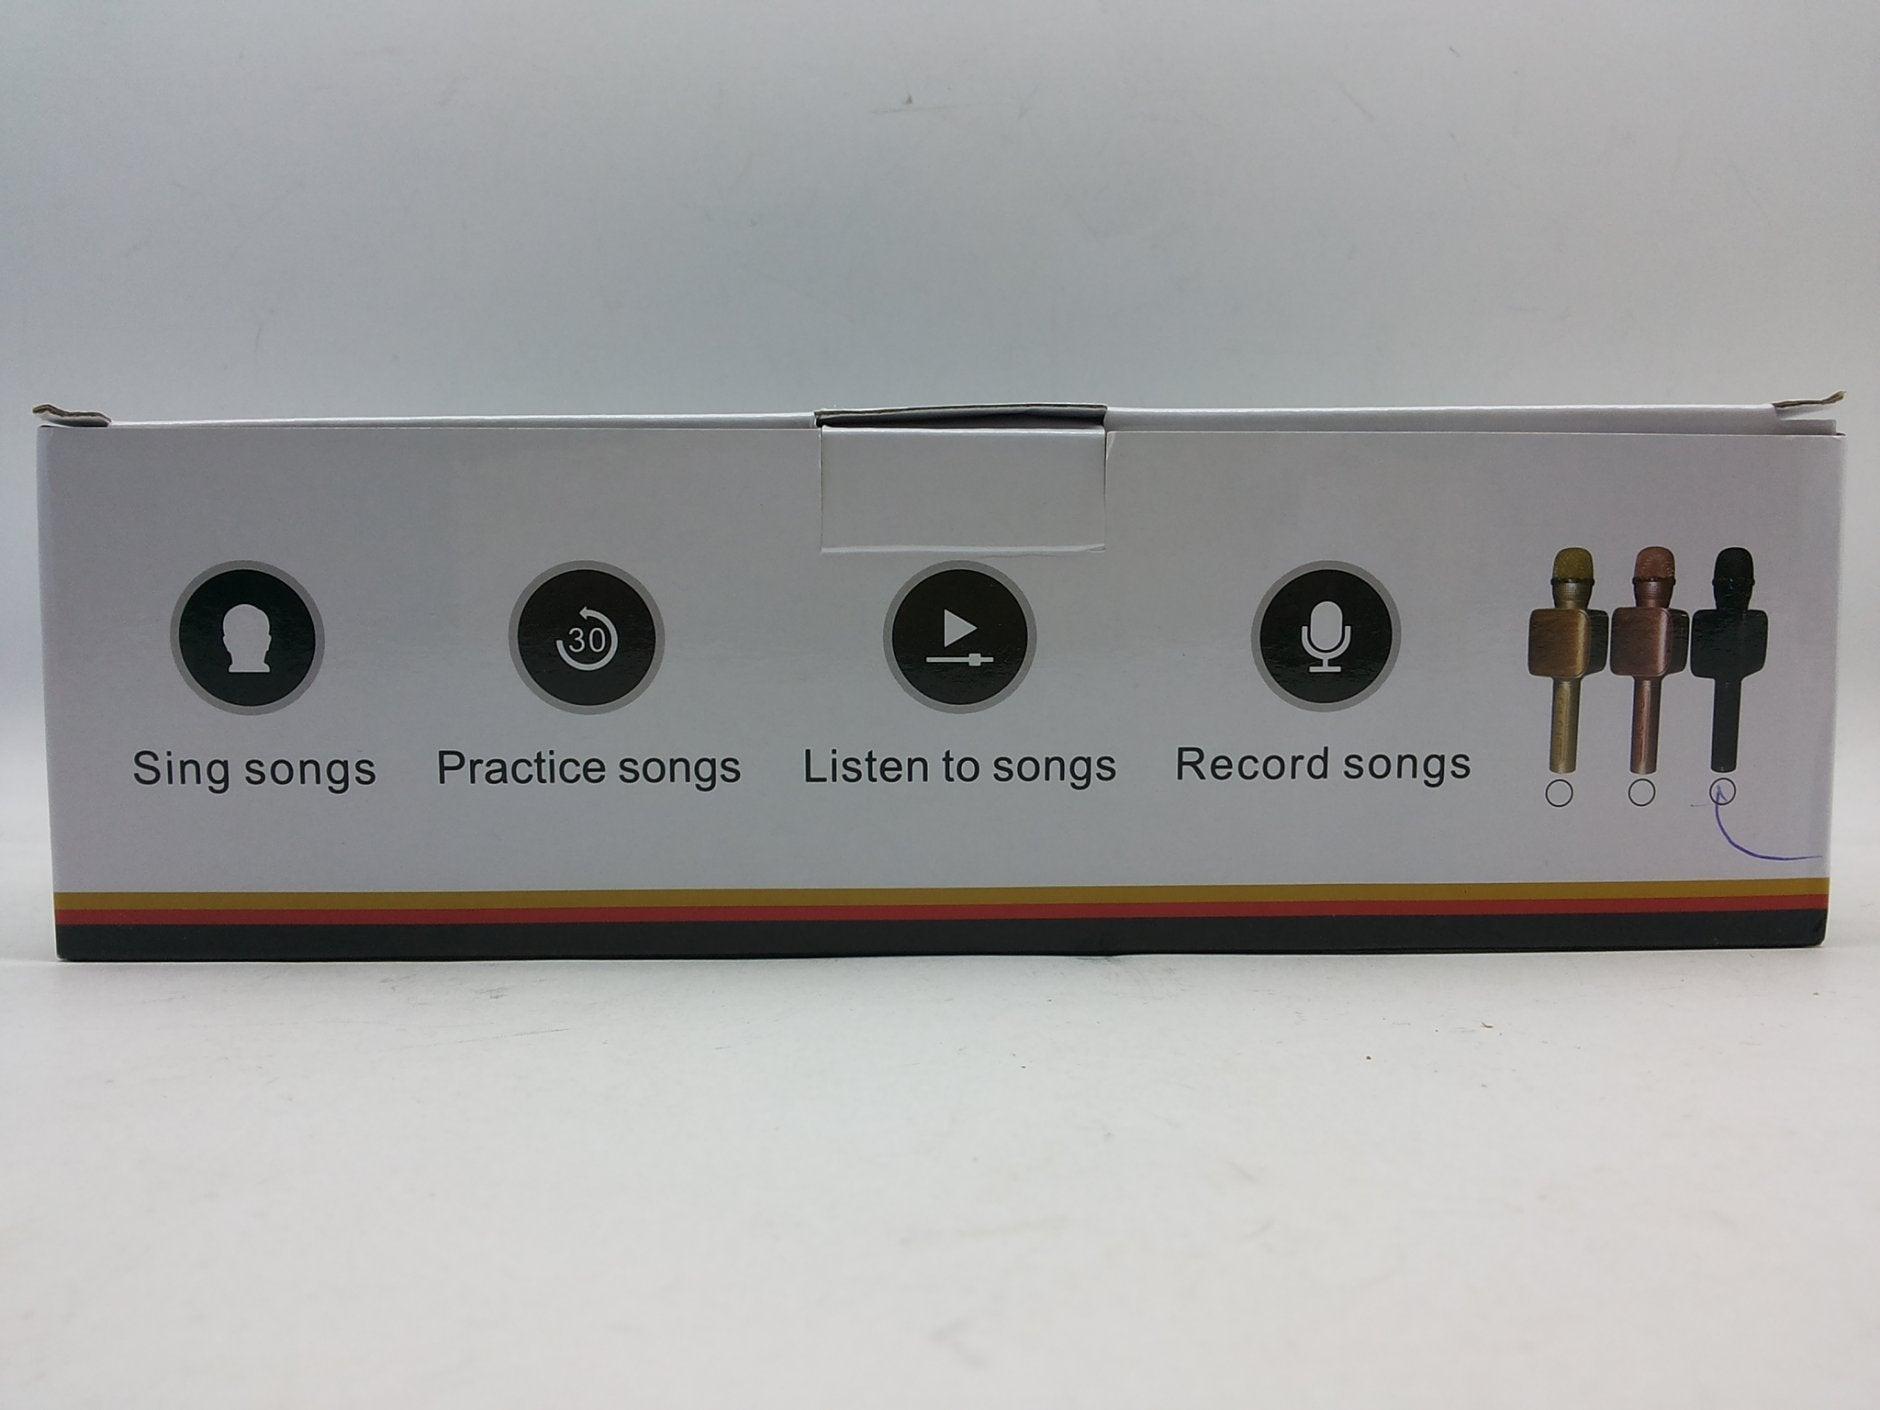 30
Sing songs
Practice songs
Listen to songs
Record songs